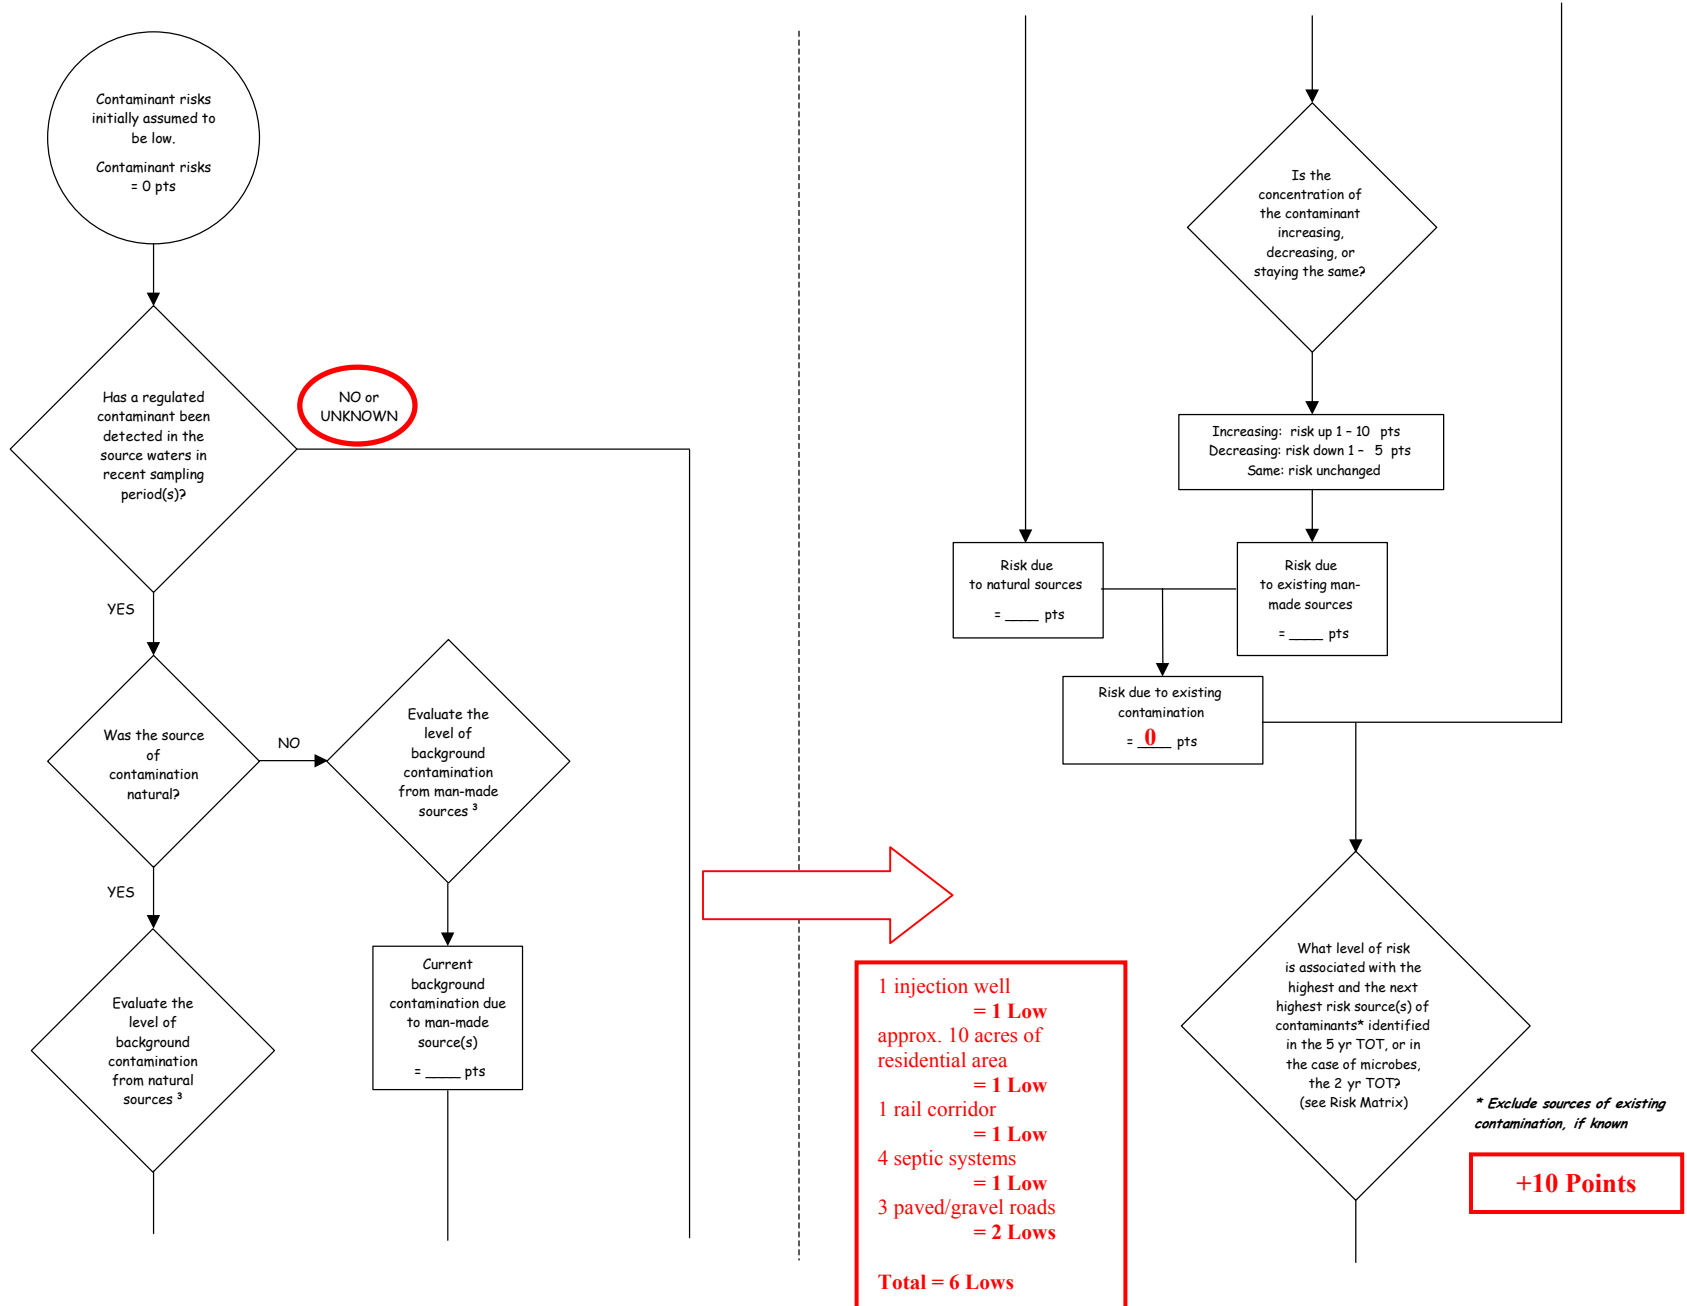 Contaminant risks
initially assumed to
be low.
Contaminant risks
= 0 pts
Has a regulated
contaminant been
detected in the
source waters in
recent sampling
period(s)?
NO or
UNKNOWN
YES
Was the source
of
contamination
natural?
NO
Evaluate the
level of
background
contamination
from man-made
sources ³
YES
Evaluate the
level of
background
contamination
from natural
sources ³
Current
background
contamination due
to man-made
source(s)
= ____ pts
Is the
concentration of
the contaminant
increasing,
decreasing, or
staying the same?
Increasing: risk up 1 – 10 pts
Decreasing: risk down 1 – 5 pts
Same: risk unchanged
Risk due
to natural sources
= ____ pts
Risk due
to existing man-
made sources
= ____ pts
Risk due to existing
contamination
= __0__ pts
What level of risk
is associated with the
highest and the next
highest risk source(s) of
contaminants* identified
in the 5 yr TOT, or in
the case of microbes,
the 2 yr TOT?
(see Risk Matrix)
* Exclude sources of existing
contamination, if known
+10 Points
1 injection well
= 1 Low
approx. 10 acres of
residential area
= 1 Low
1 rail corridor
= 1 Low
4 septic systems
= 1 Low
3 paved/gravel roads
= 2 Lows
Total = 6 Lows